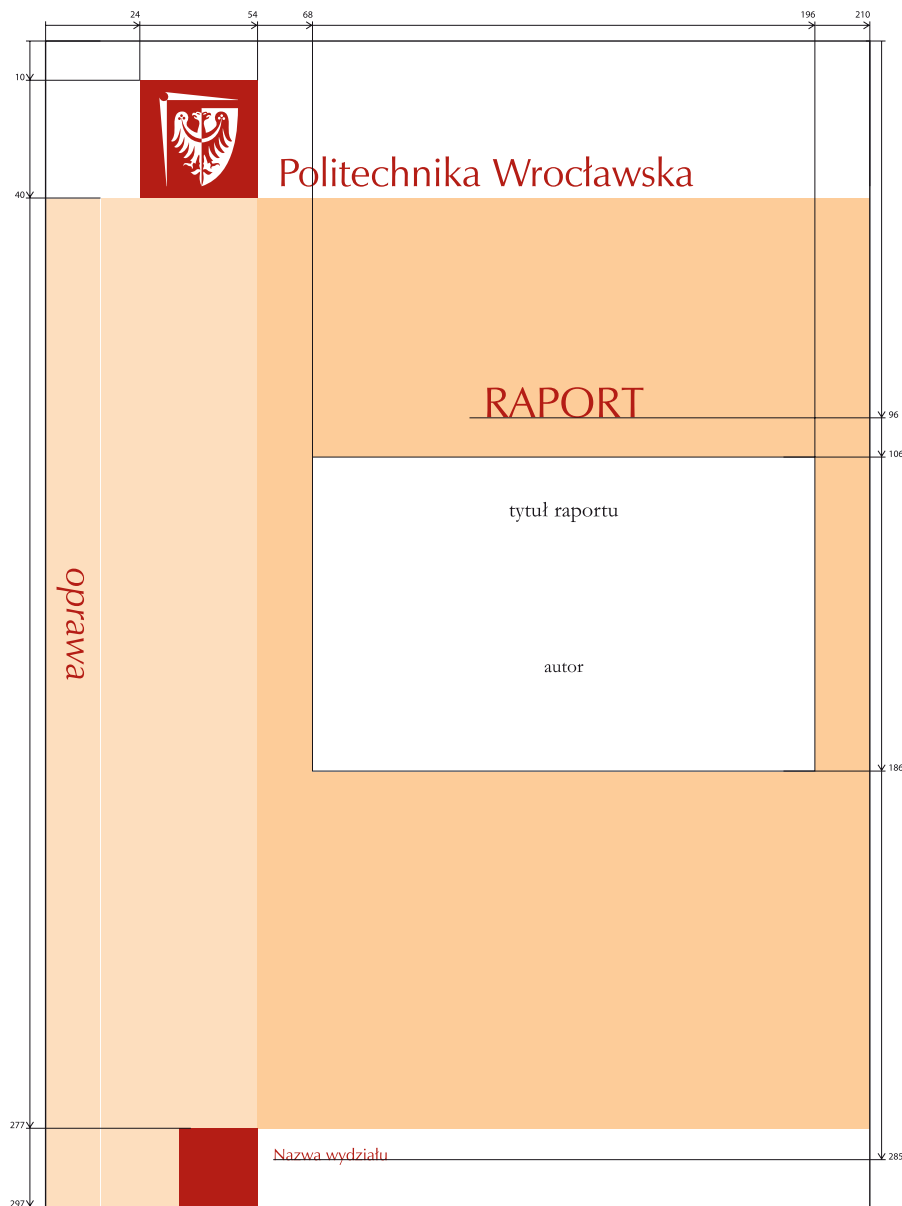 24 54 68 196 210
10
Politechnika Wrocławska
40
RAPORT
96
106
tytuł raportu
oprawa
autor
186
277
Nazwa wydziału
285
297